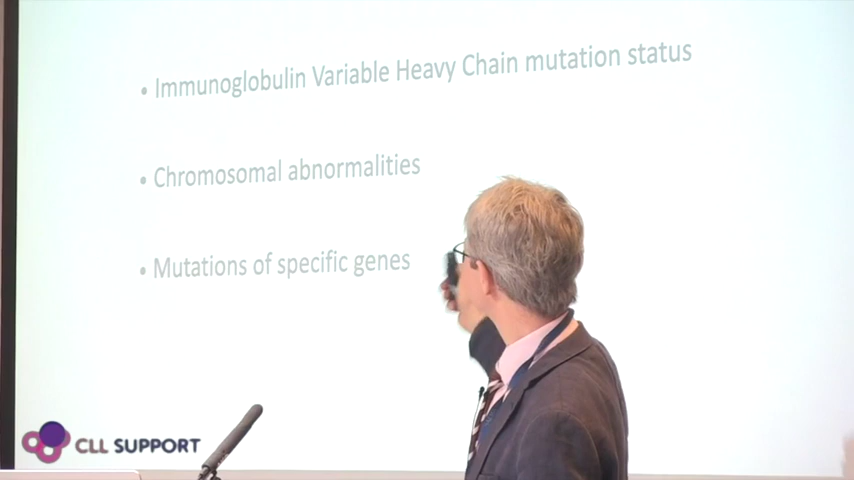 • Immunoglobulin Variable Heavy Chain mutation status
• Chromosomal abnormalities
• Mutations of specific genes
CLL SUPPORT